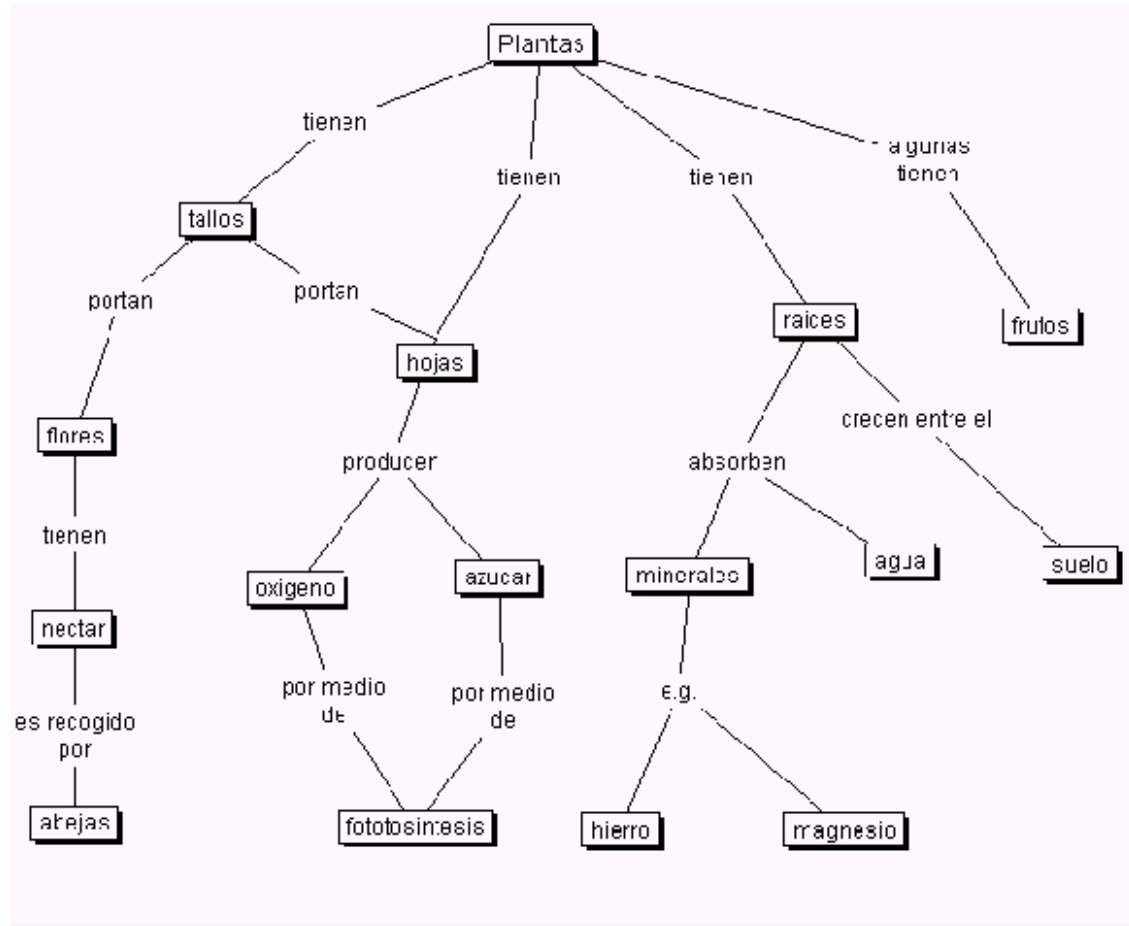 Plantas
tienen
tienen
tienen
algunas
tienen
tallos
portan
portan
raices
frutos
hojas
flores
crecen entre el
producen
absorben
tienen
oxigeno
azucar
minerales
agua
suelo
nectar
por medio
de
por medio
de
e.g.
es recogido
por
abejas
fototosintesis
hierro
magnesio